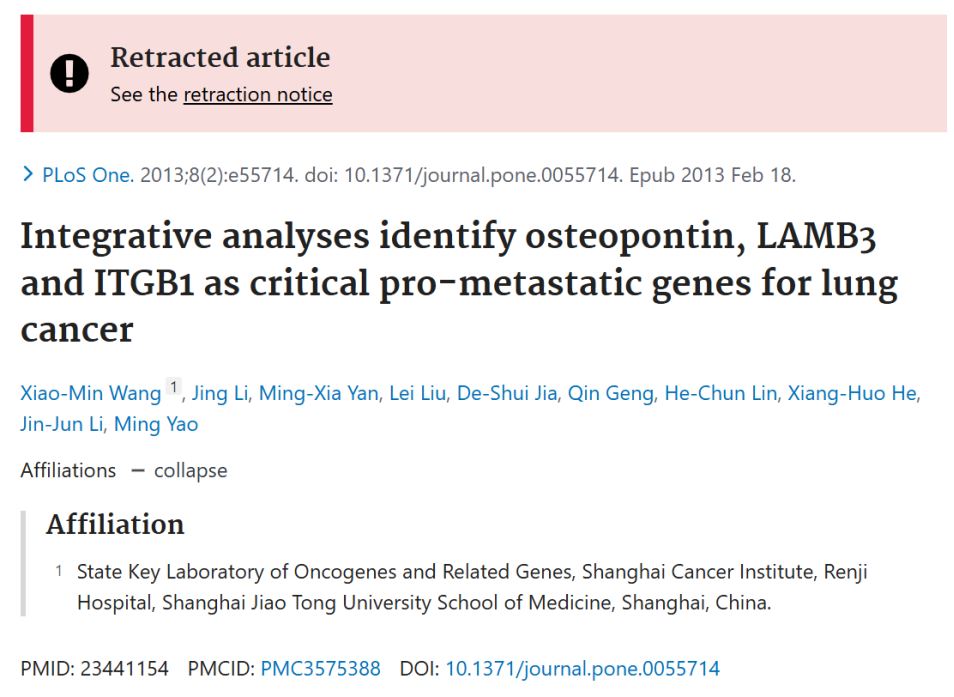 Retracted article
See the retraction notice
PLoS One. 2013;8(2):e55714. doi: 10.1371/journal.pone.0055714. Epub 2013 Feb 18.
Integrative analyses identify osteopontin, LAMB3
and ITGB1 as critical pro-metastatic genes for lung
cancer
Xiao-Min Wang 1, Jing Li, Ming-Xia Yan, Lei Liu, De-Shui Jia, Qin Geng, He-Chun Lin, Xiang-Huo He,
Jin-Jun Li, Ming Yao
Affiliations — collapse
Affiliation
1 State Key Laboratory of Oncogenes and Related Genes, Shanghai Cancer Institute, Renji
Hospital, Shanghai Jiao Tong University School of Medicine, Shanghai, China.
PMID: 23441154 PMCID: PMC3575388 DOI: 10.1371/journal.pone.0055714